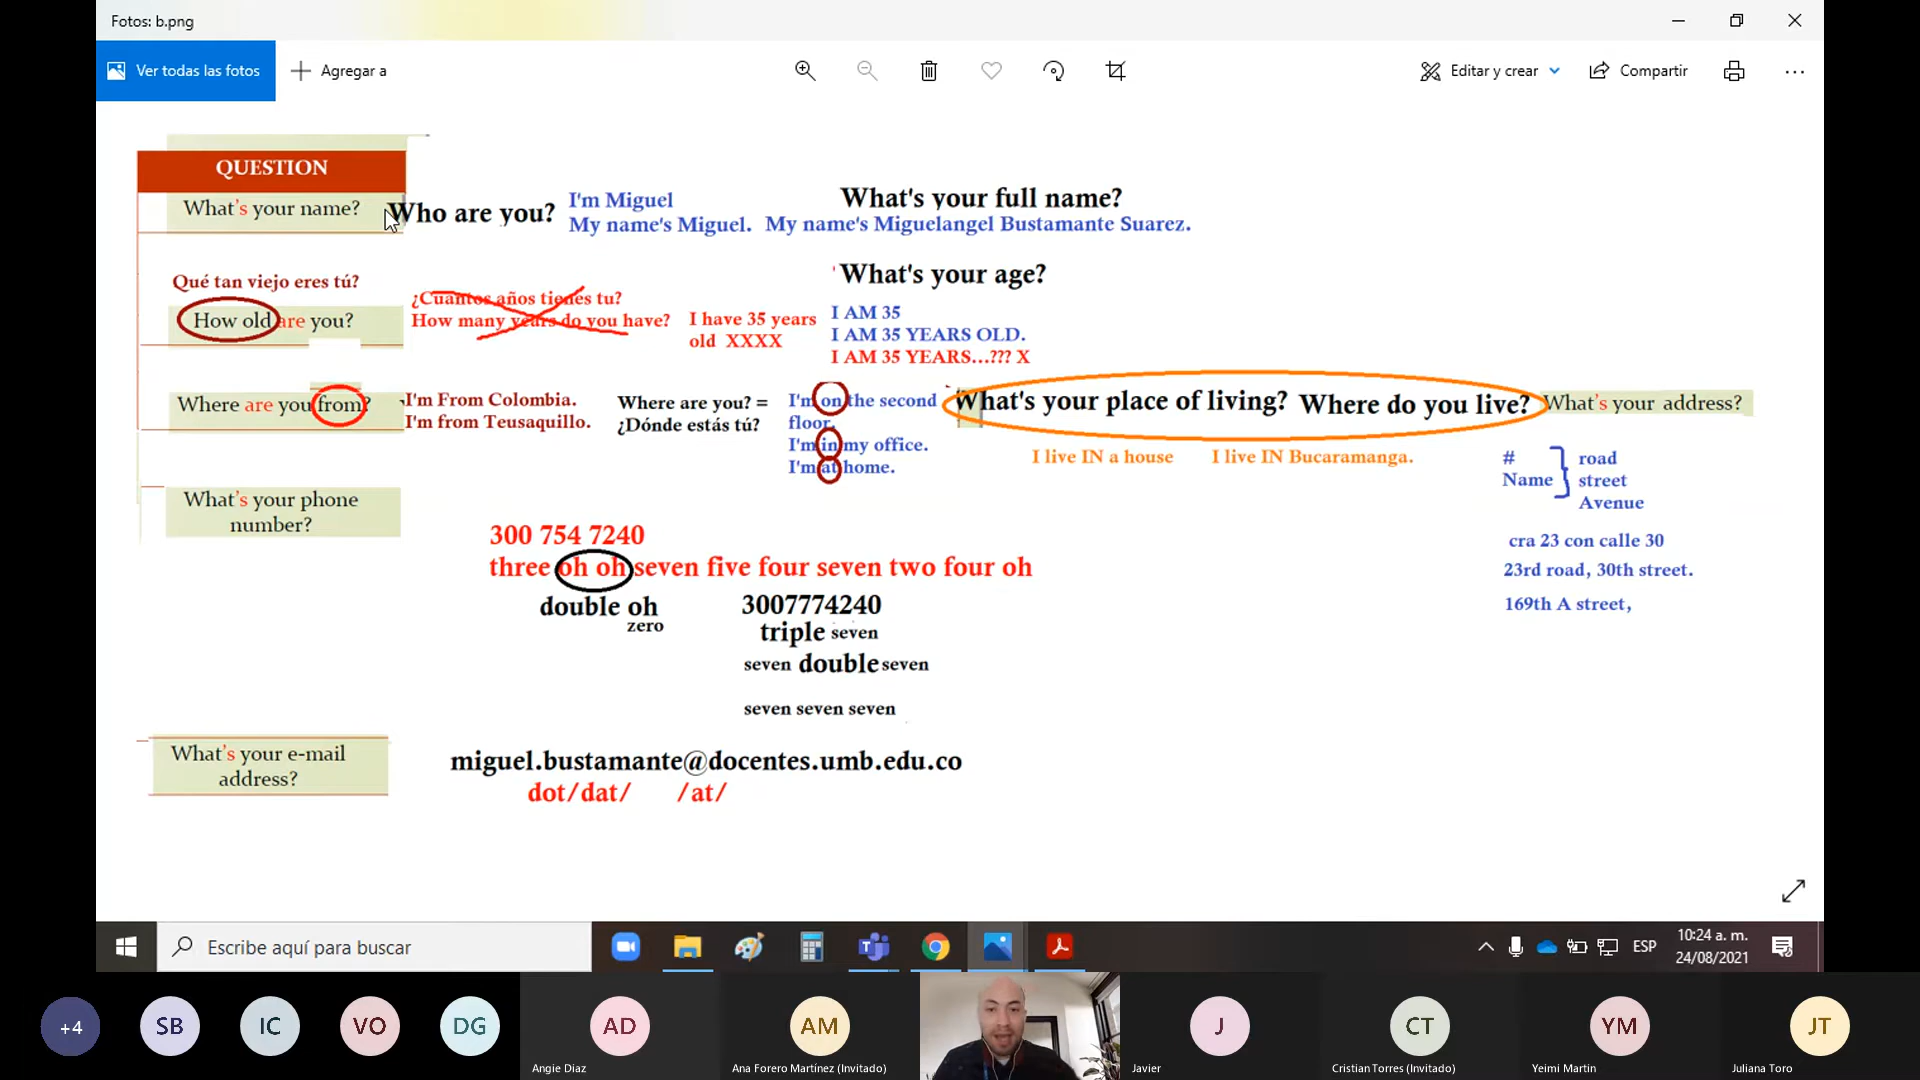 Fotos: b.png
Ver todas las fotos
Agregar a
Editar y crear
Compartir
QUESTION
What's your name?
Who are you?
I'm Miguel
My name's Miguel.
What's your full name?
My name's Miguelangel Bustamante Suarez.
Qué tan viejo eres tú?
How old are you?
¿Cuantos años tienes tu?
How many years do you have?
I have 35 years
old XXXX
What's your age?
I AM 35
I AM 35 YEARS OLD.
I AM 35 YEARS...??? X
Where are you from?
I'm From Colombia.
I'm from Teusaquillo.
Where are you? =
¿Dónde estás tú?
I'm on the second
floor.
I'm in my office.
I'm at home.
What's your place of living?
Where do you live?
What's your address?
I live IN a house
I live IN Bucaramanga.
#
Name
road
street
Avenue
cra 23 con calle 30
23rd road, 30th street.
169th A street,
What's your phone
number?
300 754 7240
three oh oh seven five four seven two four oh
double oh
zero
3007774240
triple seven
seven double seven
seven seven seven
What's your e-mail
address?
miguel.bustamante@docentes.umb.edu.co
dot/dat/ /at/
Escribe aquí para buscar
ESP
10:24 a. m.
24/08/2021
+4
SB
IC
VO
DG
AD
Angie Diaz
AM
Ana Forero Martínez (Invitado)
J
Javier
CT
Cristian Torres (Invitado)
YM
Yeimi Martin
JT
Juliana Toro